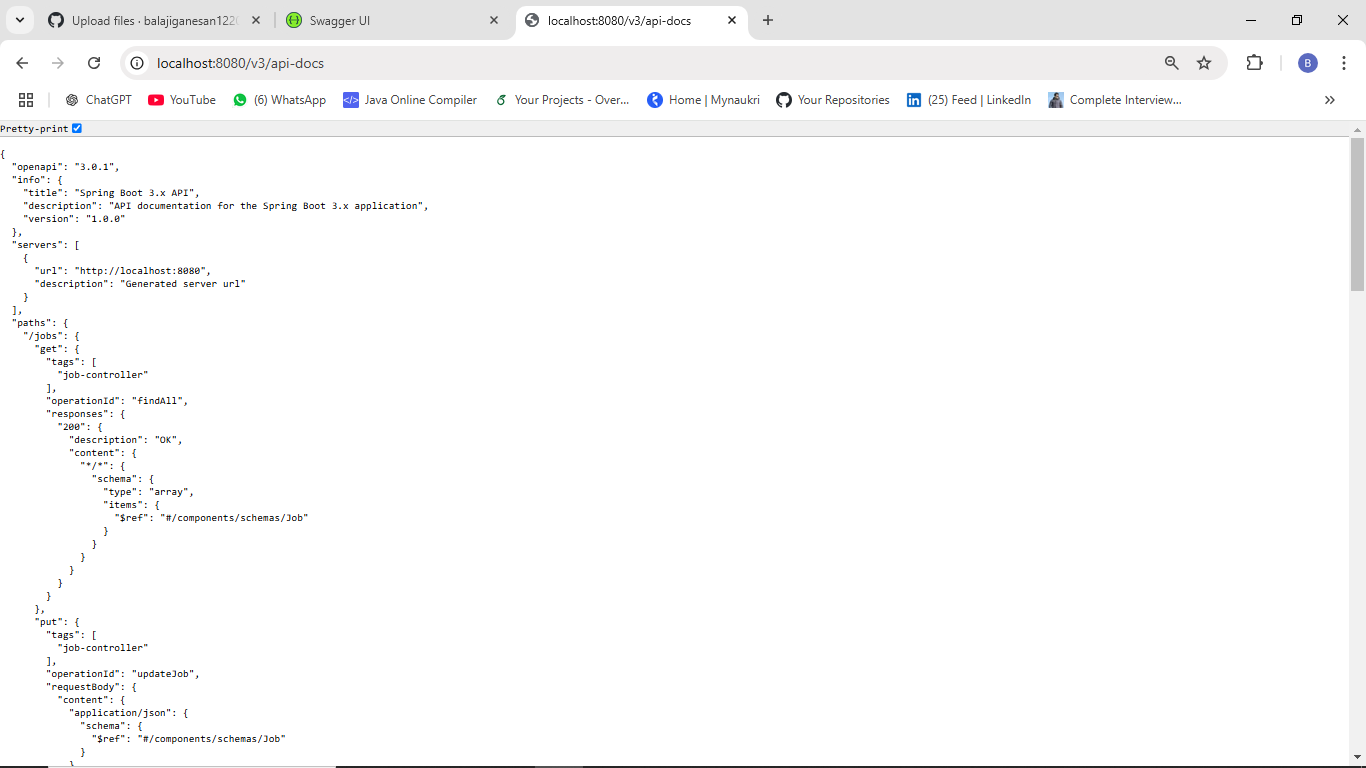 Upload files · balajiganesan122
Swagger UI
localhost:8080/v3/api-docs
localhost:8080/v3/api-docs
B
ChatGPT
YouTube
(6) WhatsApp
</> Java Online Compiler
Your Projects - Over...
Home | Mynaukri
Your Repositories
in (25) Feed | LinkedIn
Complete Interview...
Pretty-print
{
  "openapi": "3.0.1",
  "info": {
    "title": "Spring Boot 3.x API",
    "description": "API documentation for the Spring Boot 3.x application",
    "version": "1.0.0"
  },
  "servers": [
    {
      "url": "http://localhost:8080",
      "description": "Generated server url"
    }
  ],
  "paths": {
    "/jobs": {
      "get": {
        "tags": [
          "job-controller"
        ],
        "operationId": "findAll",
        "responses": {
          "200": {
            "description": "OK",
            "content": {
              "*/*": {
                "schema": {
                  "type": "array",
                  "items": {
                    "$ref": "#/components/schemas/Job"
                  }
                }
              }
            }
          }
        }
      },
      "put": {
        "tags": [
          "job-controller"
        ],
        "operationId": "updateJob",
        "requestBody": {
          "content": {
            "application/json": {
              "schema": {
                "$ref": "#/components/schemas/Job"
              }
            }